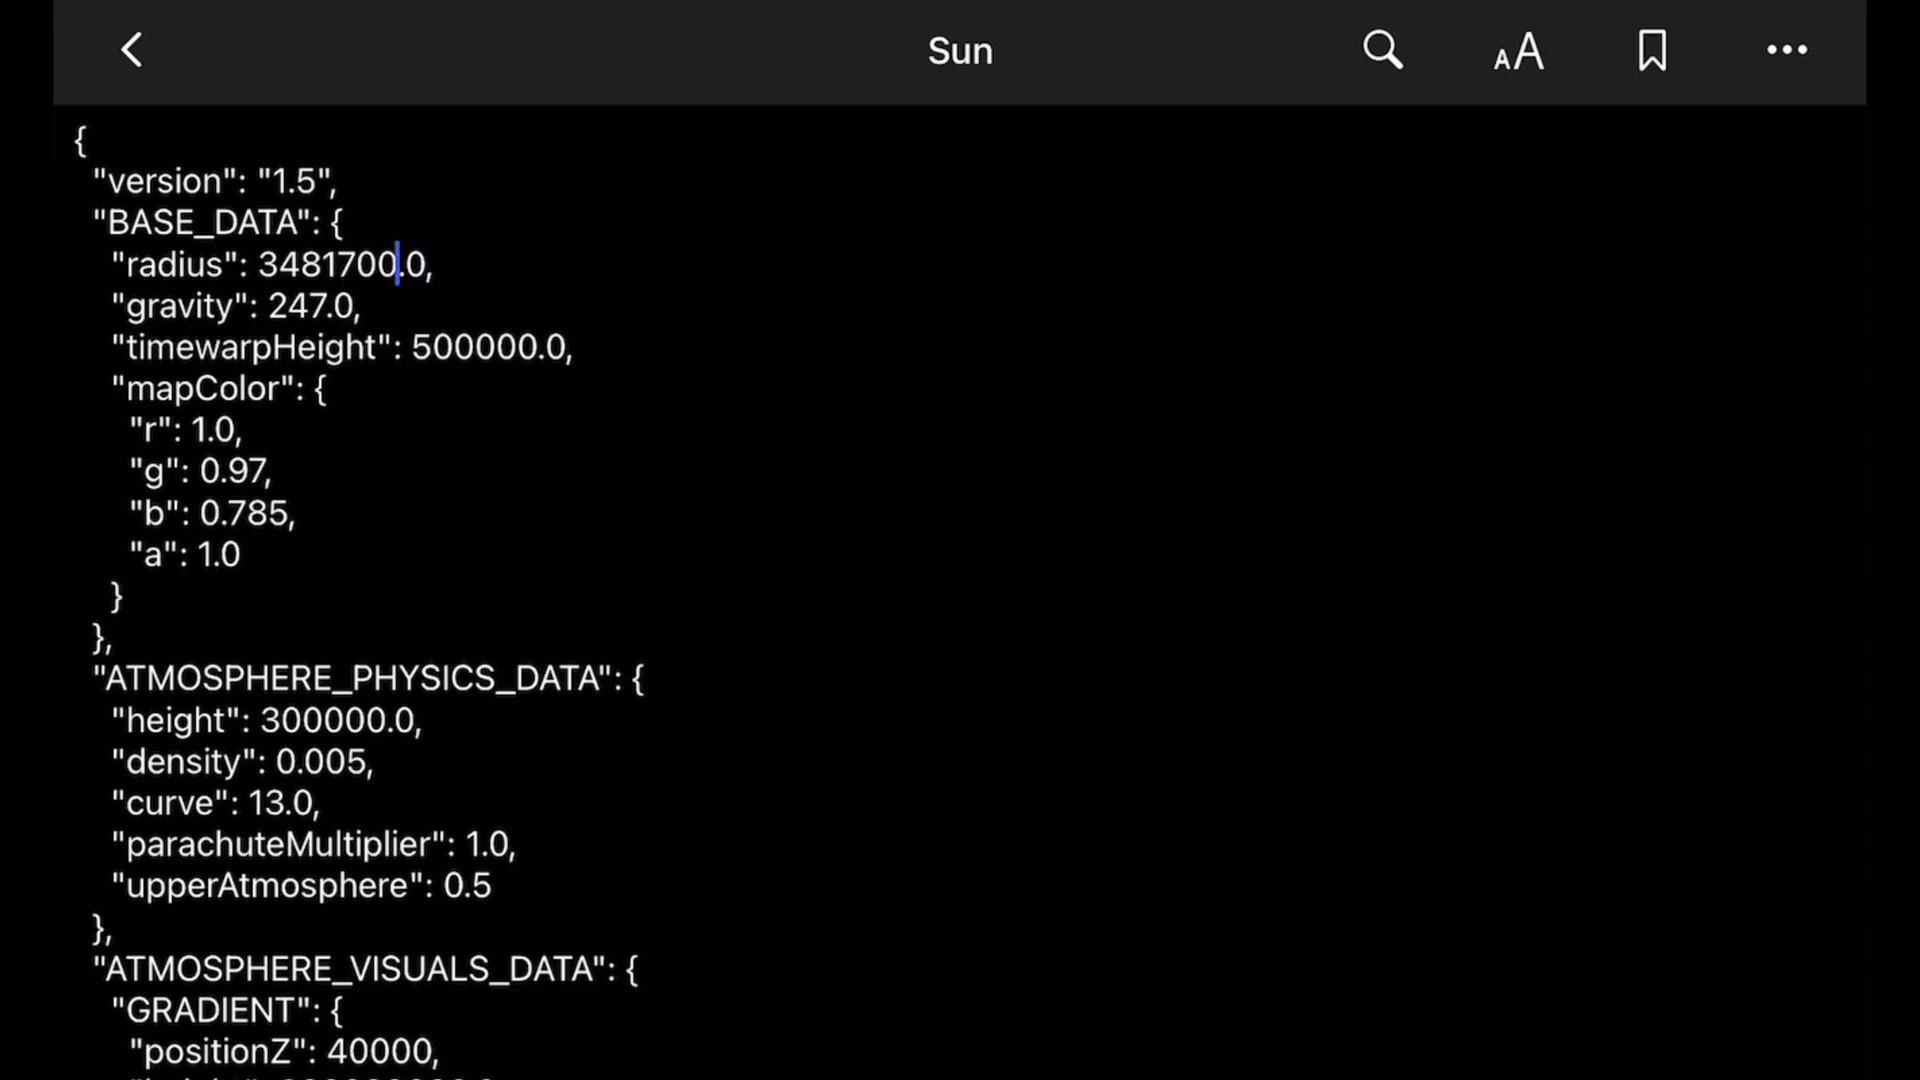 Sun
AA
{
"version": "1.5",
"BASE_DATA": {
"radius": 3481700.0,
"gravity": 247.0,
"timewarpHeight": 500000.0,
"mapColor": {
"r": 1.0,
"g": 0.97,
"b": 0.785,
"a": 1.0
}
},
"ATMOSPHERE_PHYSICS_DATA": {
"height": 300000.0,
"density": 0.005,
"curve": 13.0,
"parachuteMultiplier": 1.0,
"upperAtmosphere": 0.5
},
"ATMOSPHERE_VISUALS_DATA": {
"GRADIENT": {
"positionZ": 40000,